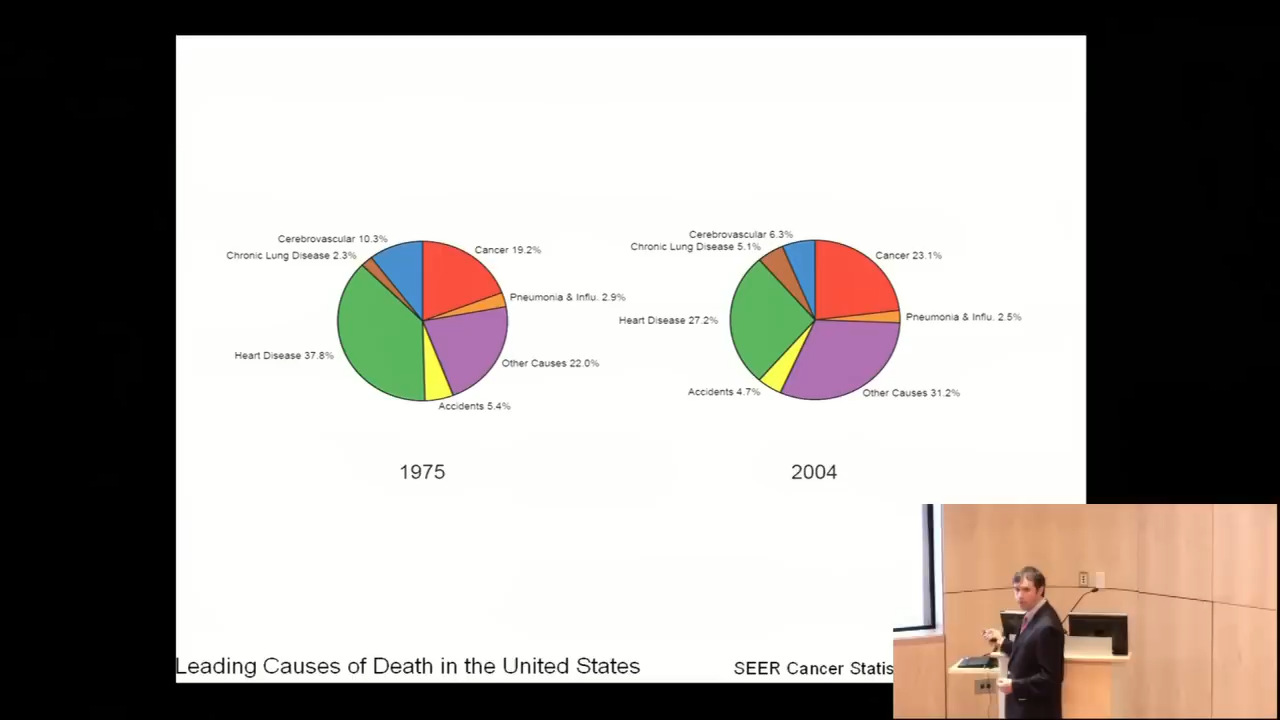 Cerebrovascular 10.3%
Chronic Lung Disease 2.3%
Cancer 19.2%
Pneumonia & Influ. 2.9%
Heart Disease 37.8%
Other Causes 22.0%
Accidents 5.4%
1975
Cerebrovascular 6.3%
Chronic Lung Disease 5.1%
Cancer 23.1%
Heart Disease 27.2%
Pneumonia & Influ. 2.5%
Accidents 4.7%
Other Causes 31.2%
2004
Leading Causes of Death in the United States
SEER Cancer Statis